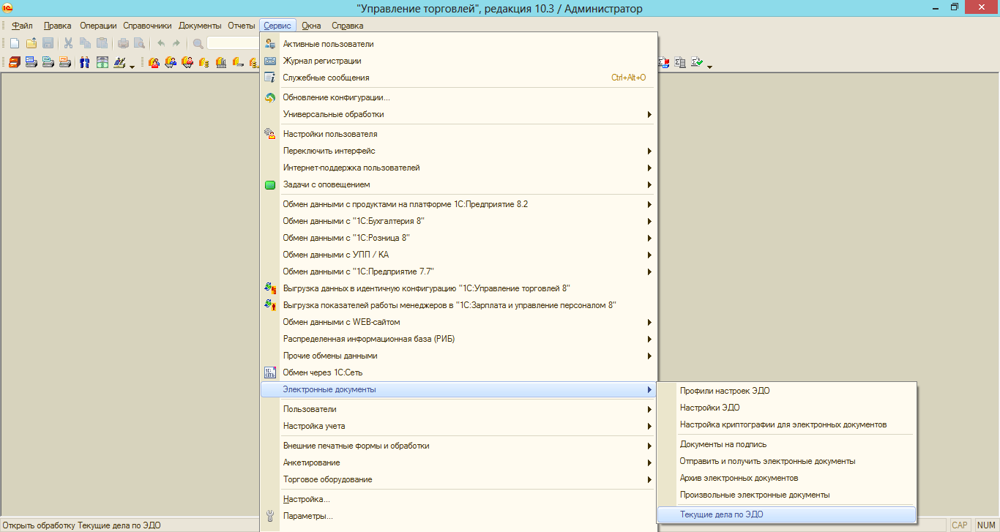 "Управление торговлей", редакция 10.3 / Администратор
Файл Правка Операции Справочники Документы Отчеты Сервис Окна Справка
Активные пользователи
Журнал регистрации
Служебные сообщения Ctrl+Alt+O
Обновление конфигурации...
Универсальные обработки
Настройки пользователя
Переключить интерфейс
Интернет-поддержка пользователей
Задачи с оповещением
Обмен данными с продуктами на платформе 1С:Предприятие 8.2
Обмен данными с "1С:Бухгалтерия 8"
Обмен данными с "1С:Розница 8"
Обмен данными с УПП / КА
Обмен данными с "1С:Предприятие 7.7"
Выгрузка данных в идентичную конфигурацию "1С:Управление торговлей 8"
Выгрузка показателей работы менеджеров в "1С:Зарплата и управление персоналом 8"
Обмен данными с WEB-сайтом
Распределенная информационная база (РИБ)
Прочие обмены данными
Обмен через 1С:Сеть
Электронные документы
Профили настроек ЭДО
Настройки ЭДО
Настройка криптографии для электронных документов
Документы на подпись
Отправить и получить электронные документы
Архив электронных документов
Произвольные электронные документы
Текущие дела по ЭДО
Пользователи
Настройка учета
Внешние печатные формы и обработки
Анкетирование
Торговое оборудование
Настройка...
Параметры...
Открыть обработку Текущие дела по ЭДО
CAP NUM